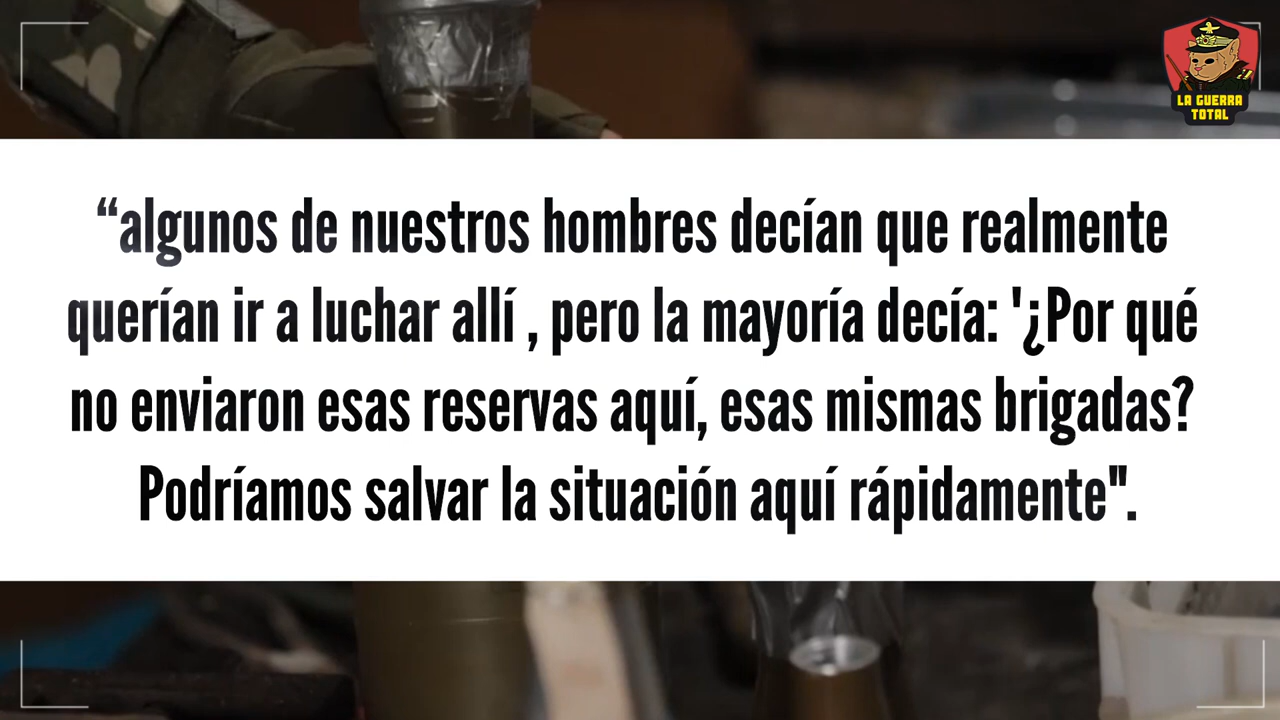 LA GUERRA
TOTAL
“algunos de nuestros hombres decían que realmente
querían ir a luchar allí , pero la mayoría decía: '¿Por qué
no enviaron esas reservas aquí, esas mismas brigadas?
Podríamos salvar la situación aquí rápidamente".